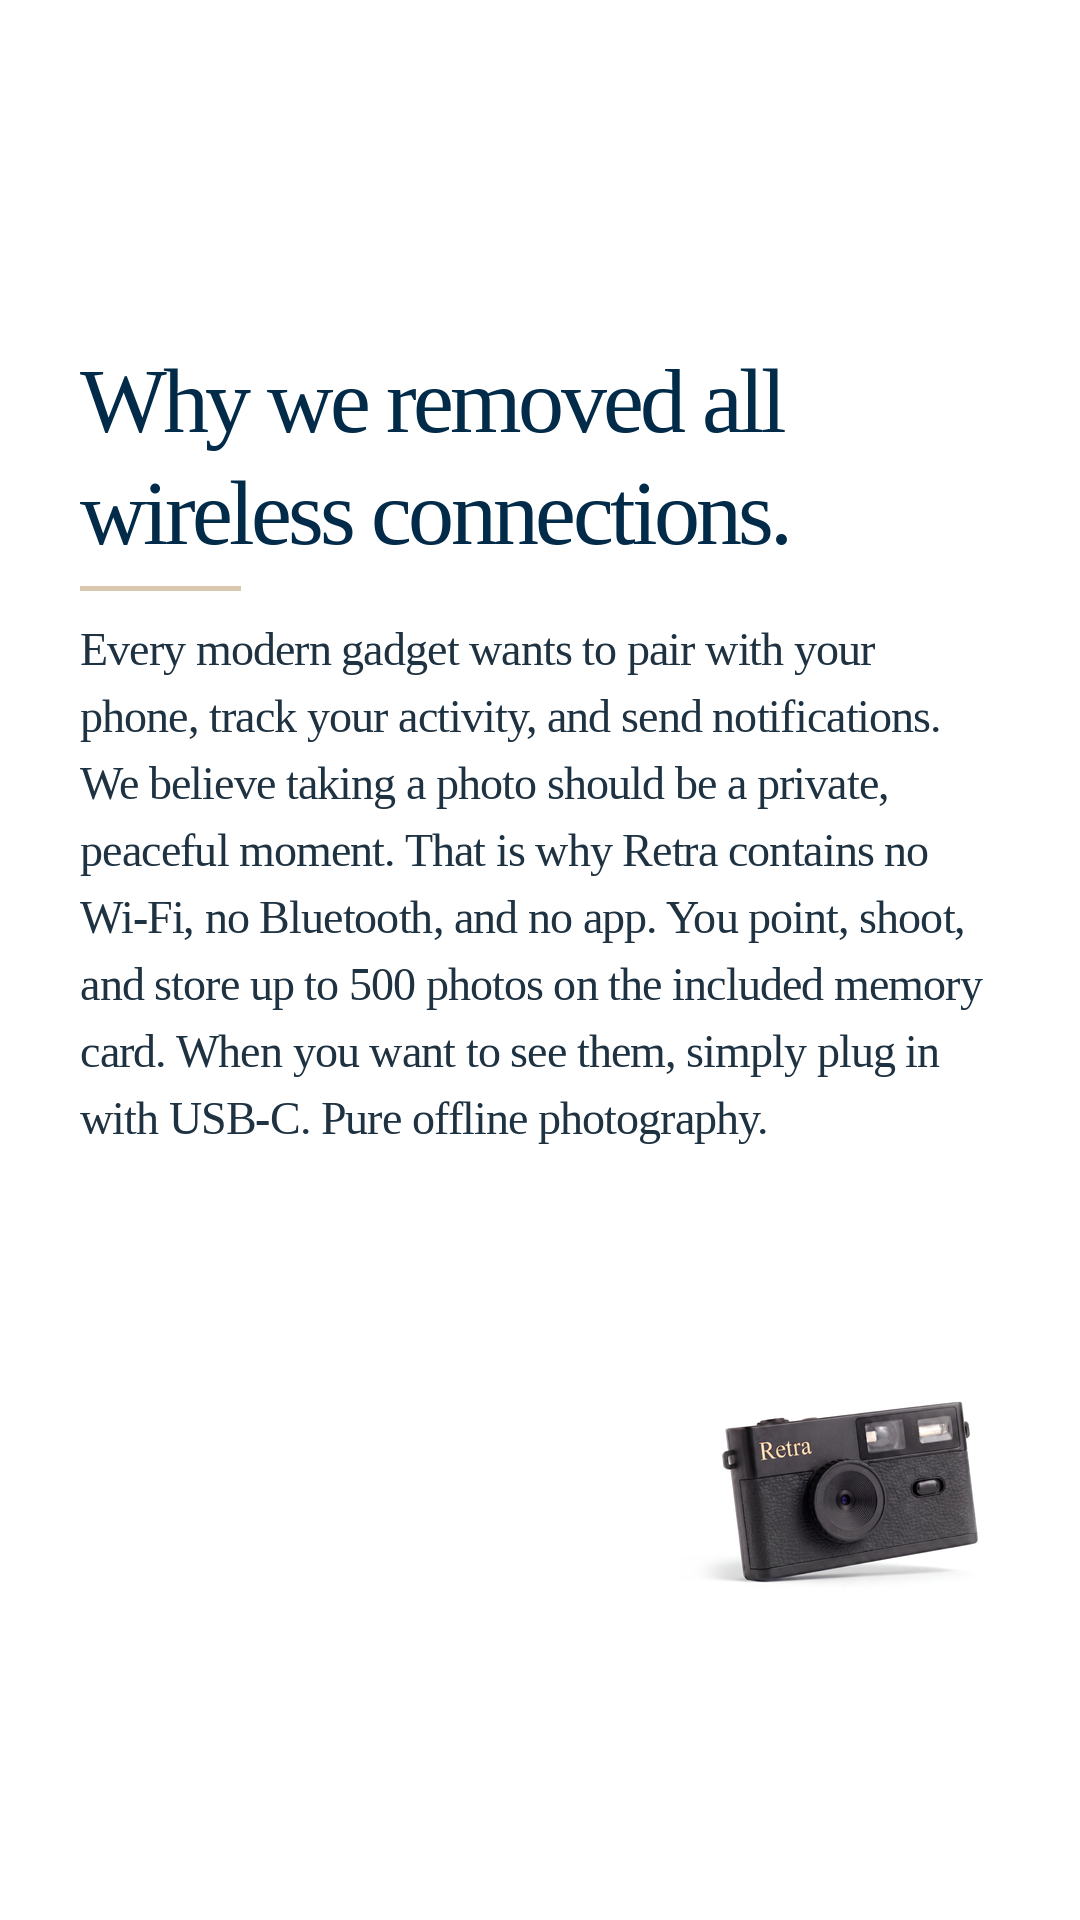 Why we removed all
wireless connections.
Every modern gadget wants to pair with your
phone, track your activity, and send notifications.
We believe taking a photo should be a private,
peaceful moment. That is why Retra contains no
Wi-Fi, no Bluetooth, and no app. You point, shoot,
and store up to 500 photos on the included memory
card. When you want to see them, simply plug in
with USB-C. Pure offline photography.
Retra